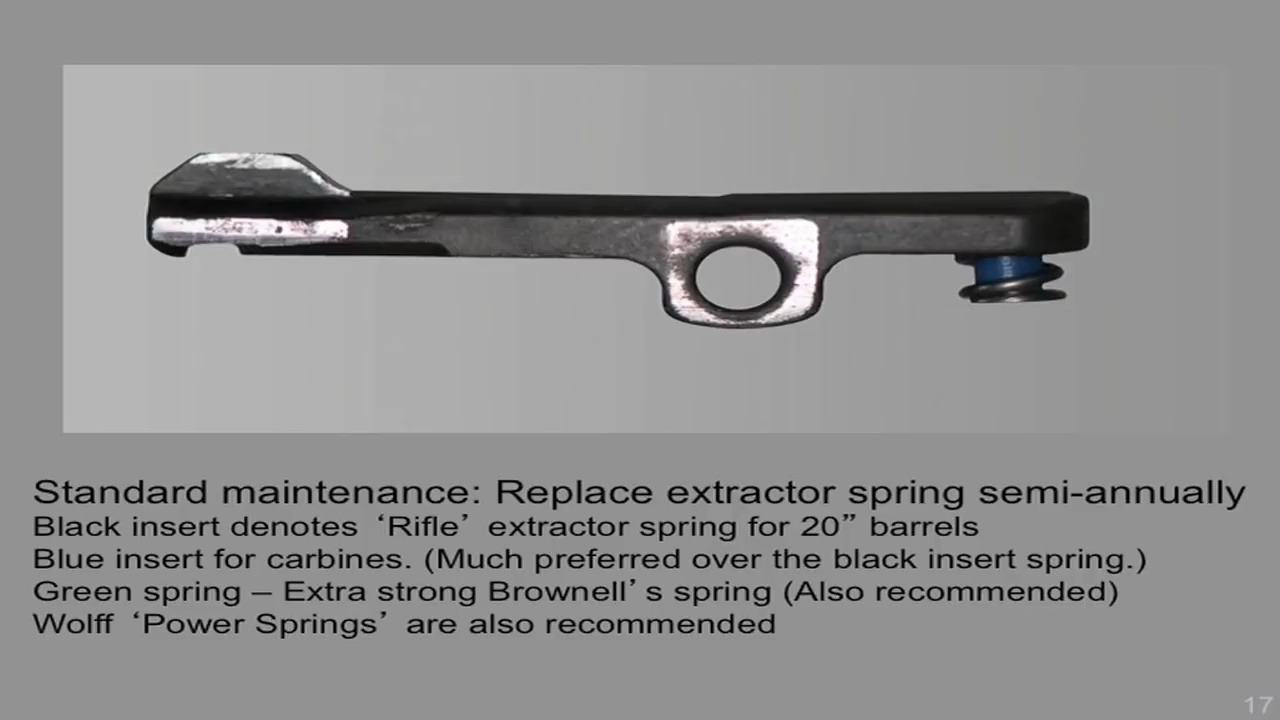 Standard maintenance: Replace extractor spring semi-annually
Black insert denotes ‘Rifle’ extractor spring for 20” barrels
Blue insert for carbines. (Much preferred over the black insert spring.)
Green spring – Extra strong Brownell’s spring (Also recommended)
Wolff ‘Power Springs’ are also recommended
17